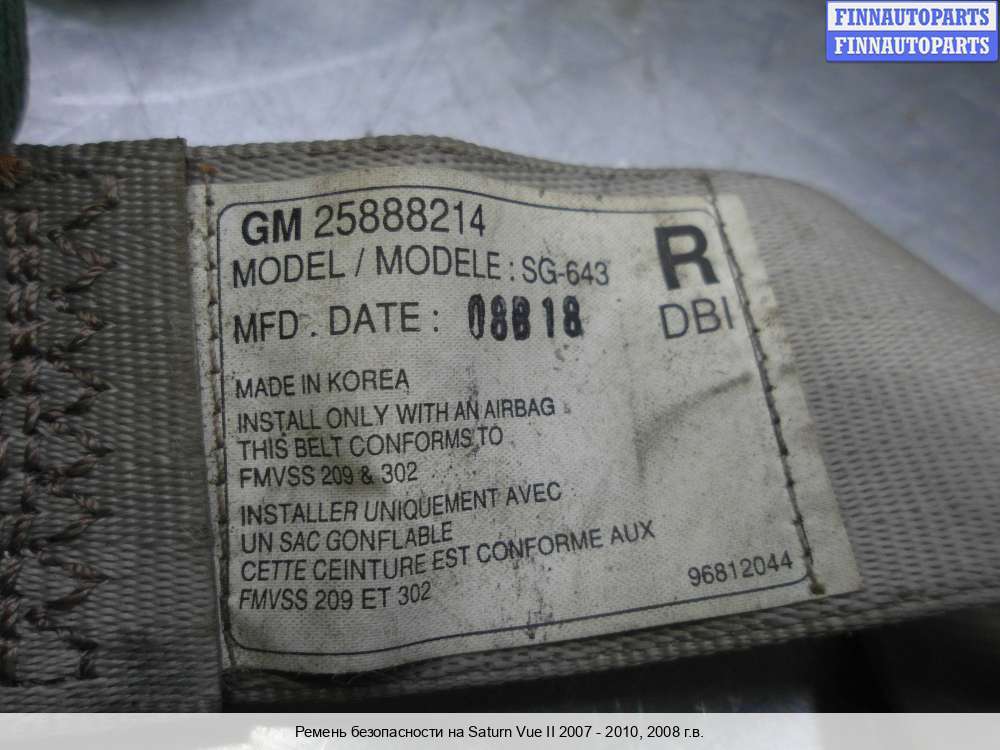 FINNAUTOPARTS
FINNAUTOPARTS
GM 25888214
MODEL / MODELE : SG-643
R
MFD . DATE :
DBI
MADE IN KOREA
INSTALL ONLY WITH AN AIRBAG
THIS BELT CONFORMS TO
FMVSS 209 & 302
INSTALLER UNIQUEMENT AVEC
UN SAC GONFLABLE
CETTE CEINTURE EST CONFORME AUX
FMVSS 209 ET 302
96812044
Ремень безопасности на Saturn Vue II 2007 - 2010, 2008 г.в.